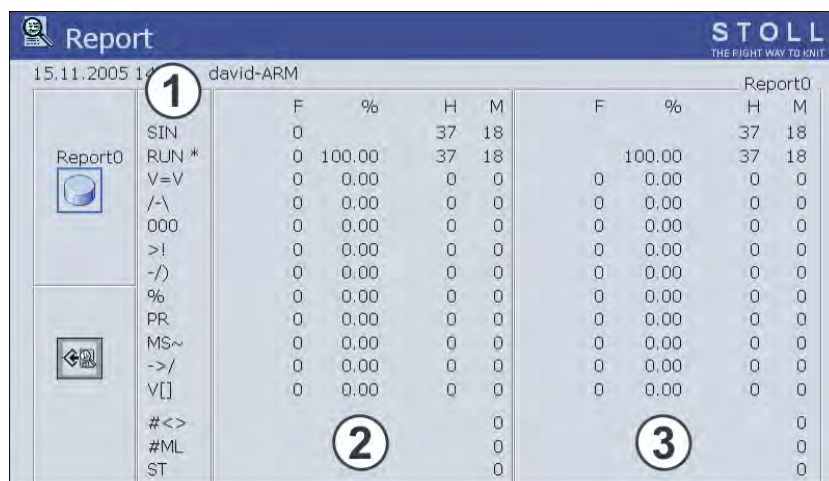 Report
STOLL
THE RIGHT WAY TO KNIT
15.11.2005 david-ARM
Report0
1
F % H M F % H M
SIN 0 37 18 37 18
Report0
RUN * 0 100.00 37 18 100.00 37 18
V=V 0 0.00 0 0 0 0.00 0 0
/-\ 0 0.00 0 0 0 0.00 0 0
000 0 0.00 0 0 0 0.00 0 0
>! 0 0.00 0 0 0 0.00 0 0
-/) 0 0.00 0 0 0 0.00 0 0
% 0 0.00 0 0 0 0.00 0 0
PR 0 0.00 0 0 0 0.00 0 0
MS~ 0 0.00 0 0 0 0.00 0 0
->/ 0 0.00 0 0 0 0.00 0 0
V[] 0 0.00 0 0 0 0.00 0 0
#<> 0 0
#ML 0 0
ST 0 0
2
3